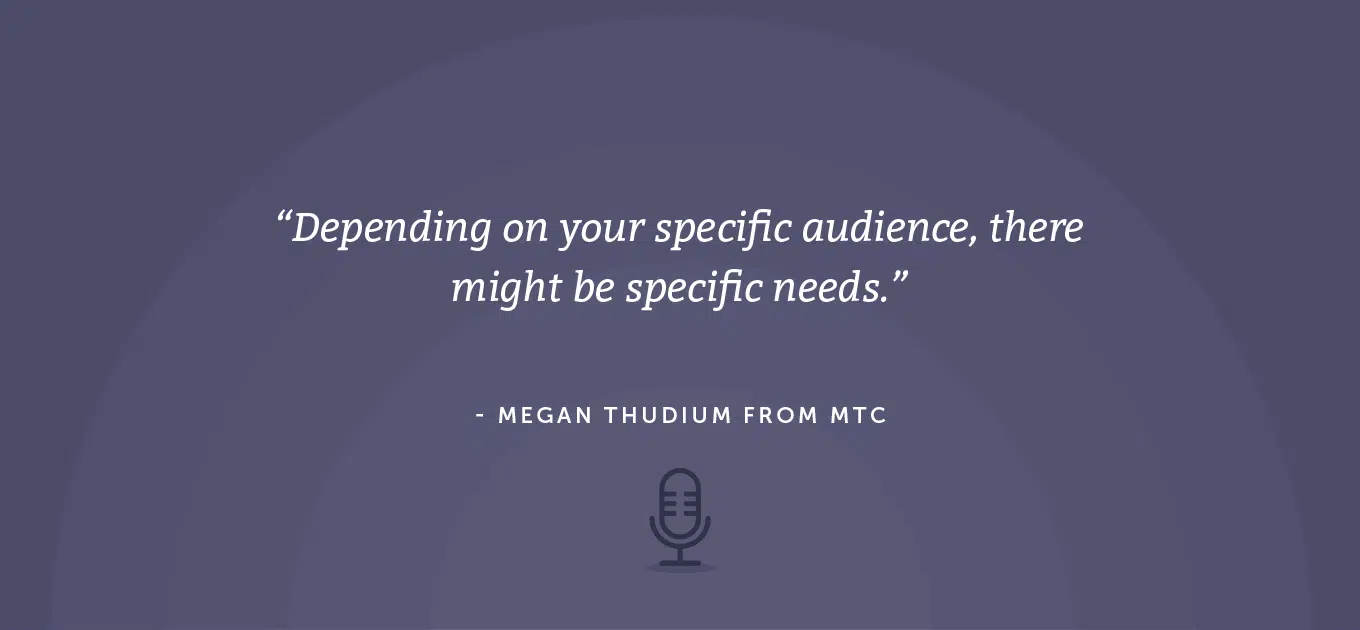 “Depending on your specific audience, there
might be specific needs.”
- MEGAN THUDIUM FROM MTC